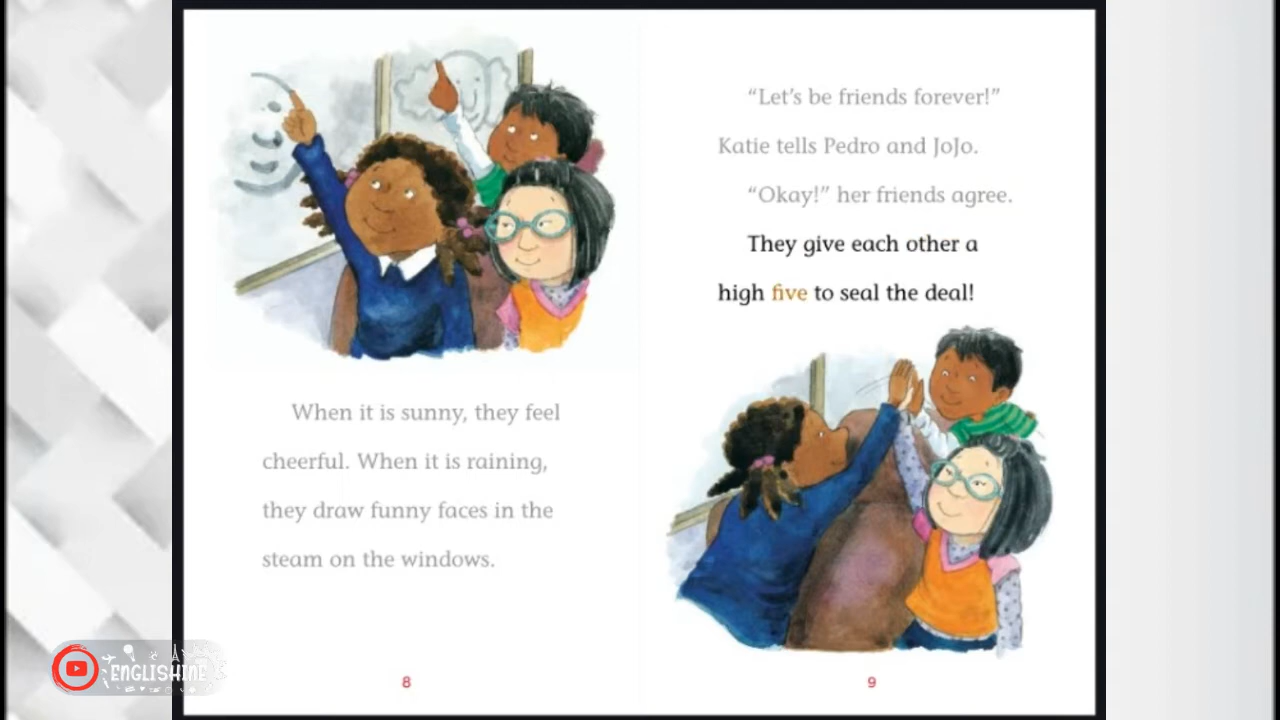 When it is sunny, they feel
cheerful. When it is raining,
they draw funny faces in the
steam on the windows.
8
“Let’s be friends forever!”
Katie tells Pedro and JoJo.
“Okay!” her friends agree.
They give each other a
high five to seal the deal!
9
ENGLISHINE